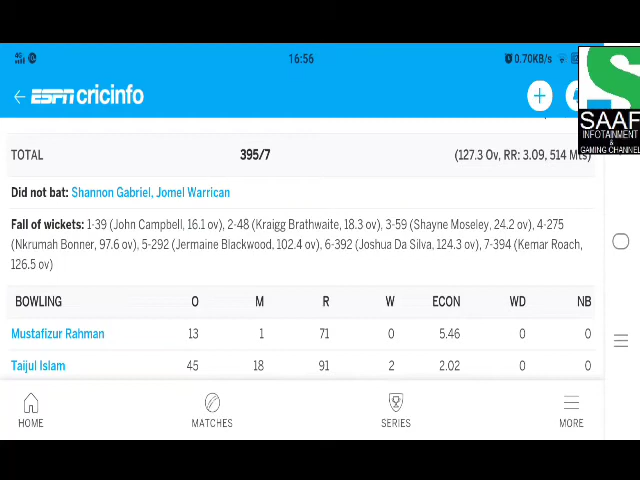 16:56
0.70KB/s
ESPN cricinfo
SAAF
INFOTAINMENT
&
GAMING CHANNEL
TOTAL 395/7 (127.3 Ov, RR: 3.09, 514 Mts)
Did not bat: Shannon Gabriel, Jomel Warrican
Fall of wickets: 1-39 (John Campbell, 16.1 ov), 2-48 (Kraigg Brathwaite, 18.3 ov), 3-59 (Shayne Moseley, 24.2 ov), 4-275
(Nkrumah Bonner, 97.6 ov), 5-292 (Jermaine Blackwood, 102.4 ov), 6-392 (Joshua Da Silva, 124.3 ov), 7-394 (Kemar Roach,
126.5 ov)
BOWLING O M R W ECON WD NB
Mustafizur Rahman 13 1 71 0 5.46 0 0
Taijul Islam 45 18 91 2 2.02 0 0
HOME MATCHES SERIES MORE